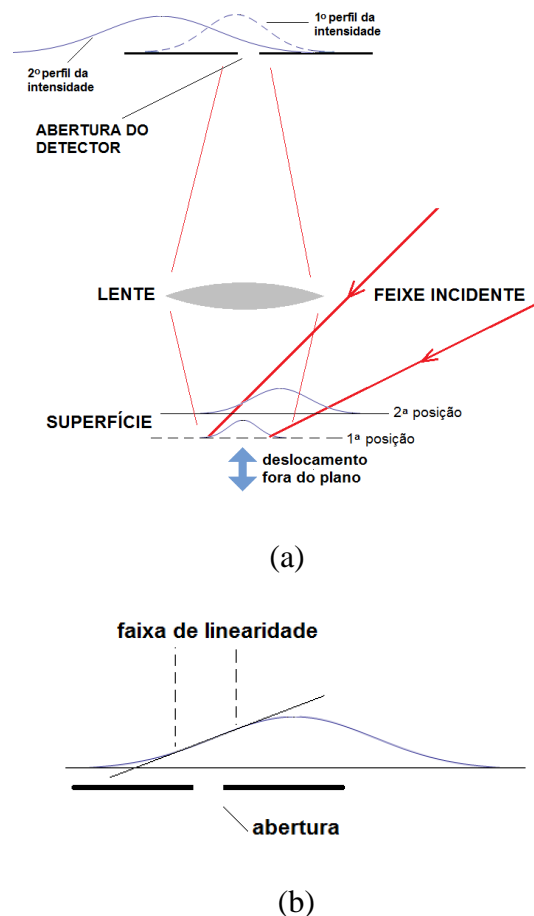 1º perfil da
intensidade
2º perfil da
intensidade
ABERTURA DO
DETECTOR
LENTE
FEIXE INCIDENTE
SUPERFÍCIE
2ª posição
1ª posição
deslocamento
fora do plano
(a)
faixa de linearidade
abertura
(b)